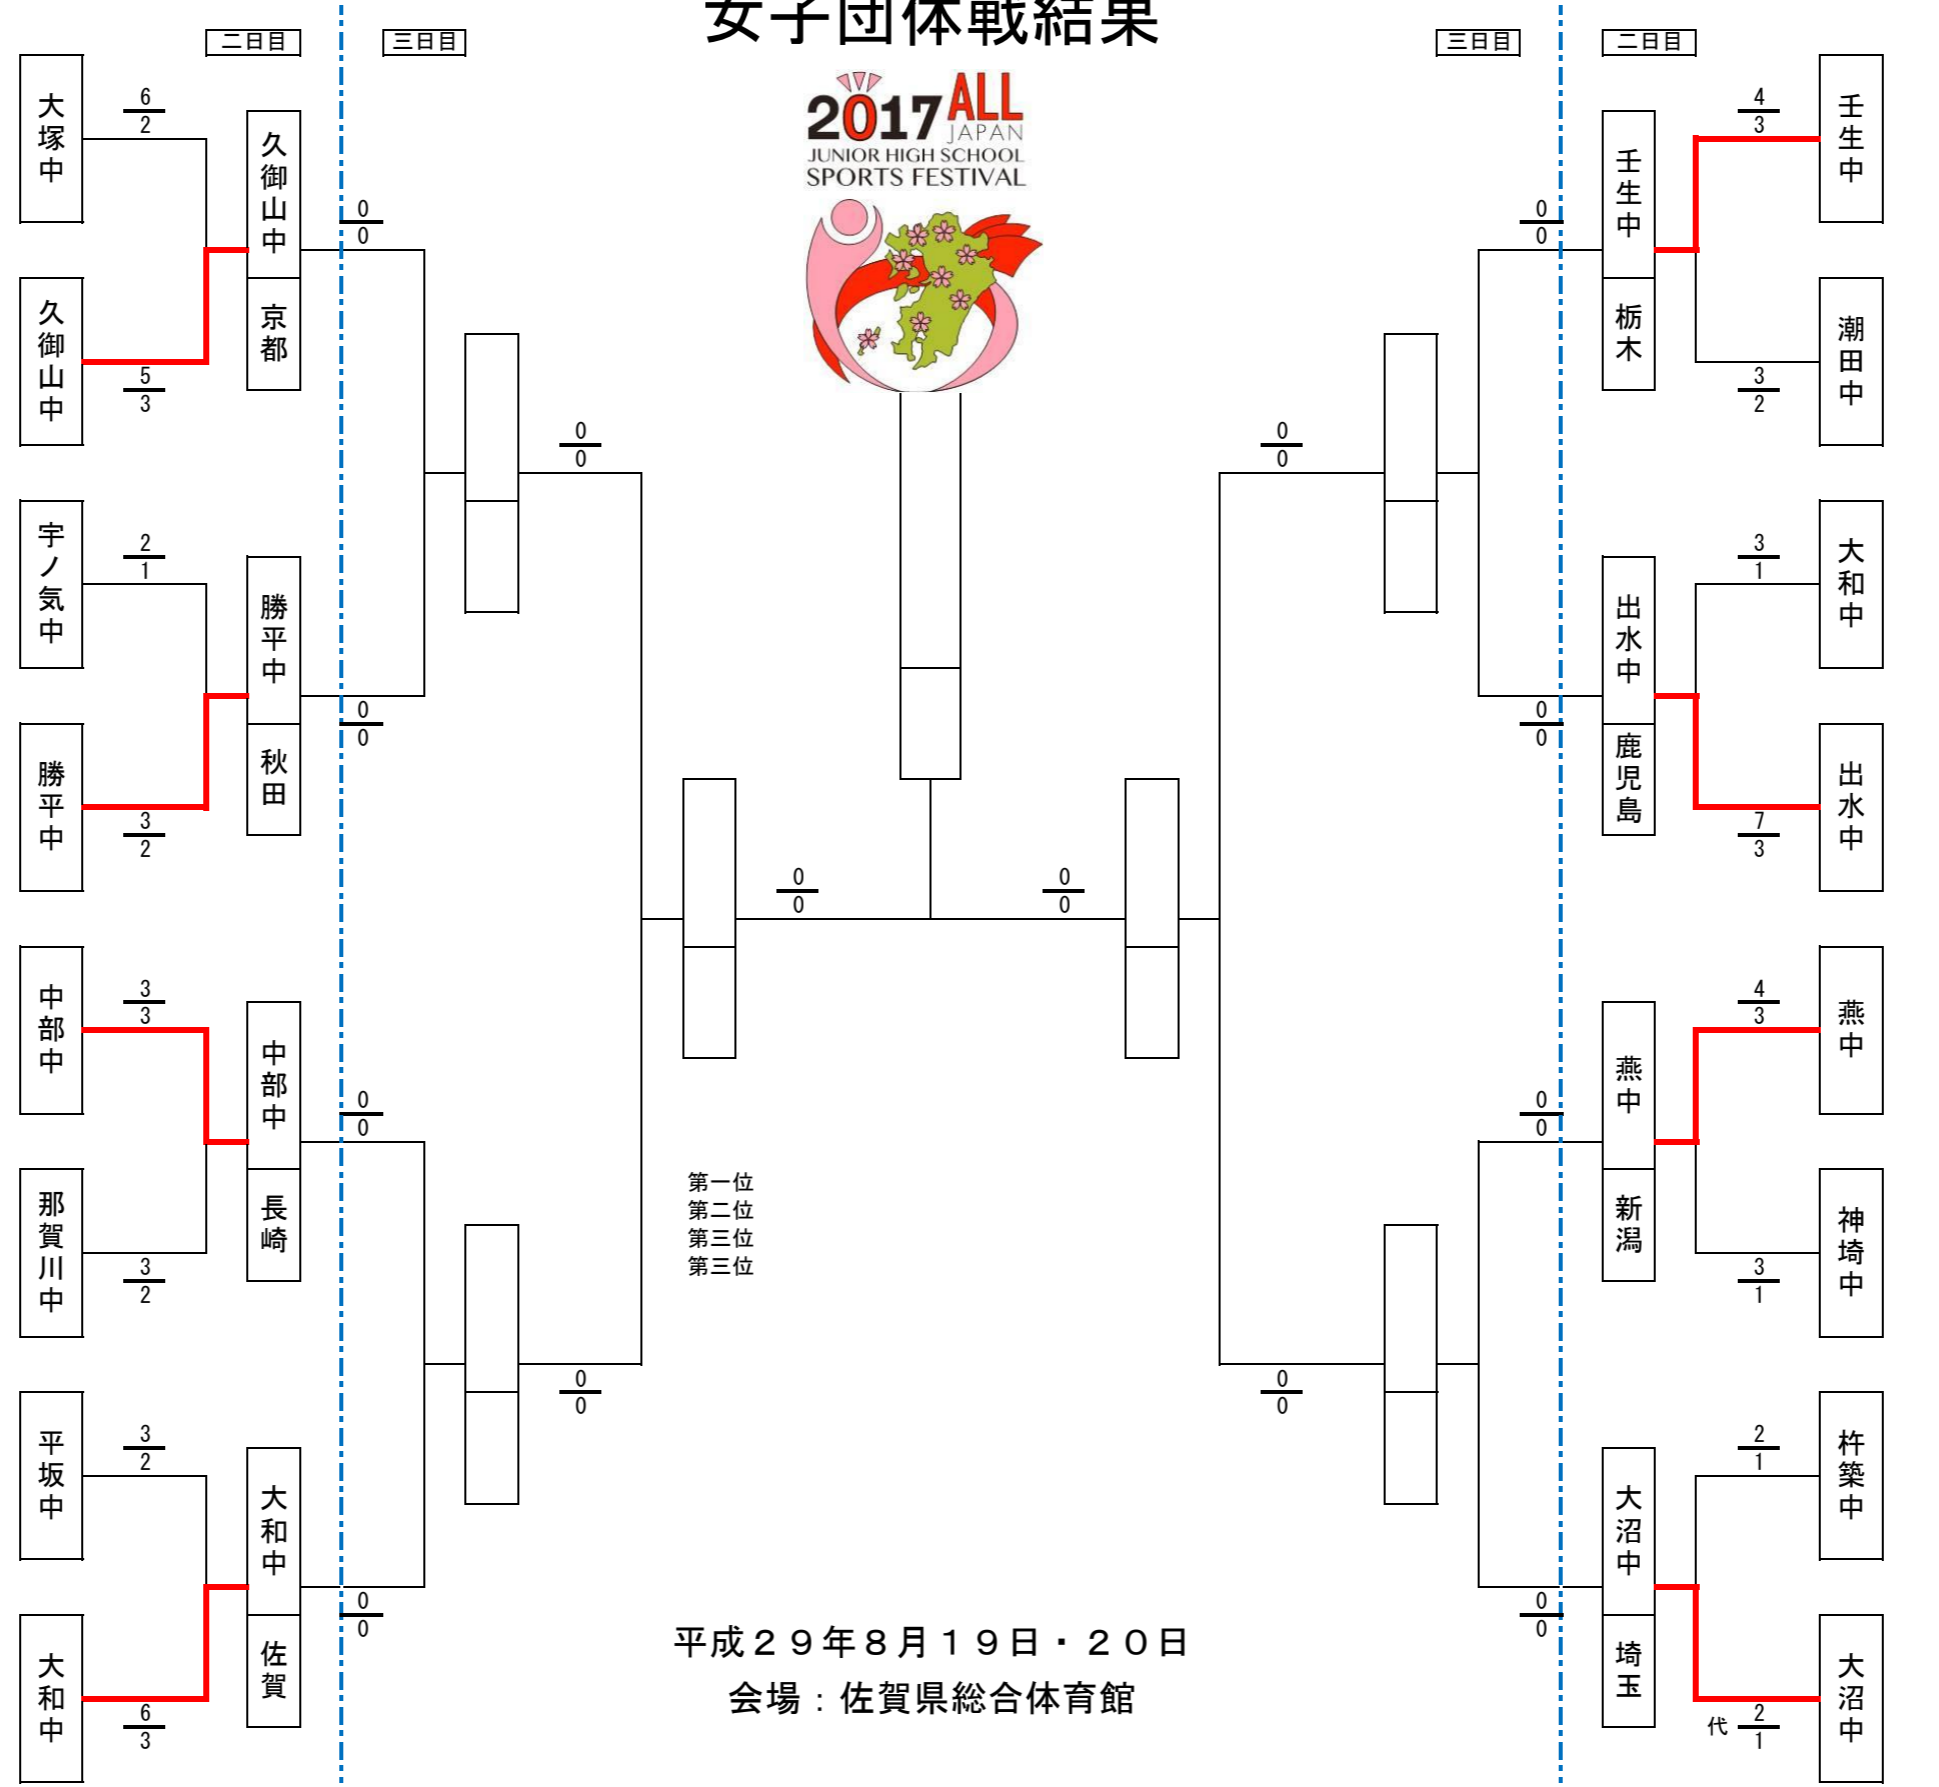 女子団体戦結果
二日目
三日目
三日目
二日目
2017 ALL
JAPAN
JUNIOR HIGH SCHOOL
SPORTS FESTIVAL
大塚中
6
2
久御山中
京都
0
0
久御山中
5
3
宇ノ気中
2
1
勝平中
秋田
0
0
勝平中
3
2
中部中
3
3
中部中
長崎
0
0
那賀川中
3
2
平坂中
3
2
大和中
佐賀
0
0
大和中
6
3
0
0
0
0
0
0
0
0
0
0
0
0
第一位
第二位
第三位
第三位
0
0
壬生中
栃木
4
3
壬生中
3
2
潮田中
0
0
出水中
鹿児島
3
1
大和中
7
3
出水中
0
0
燕中
新潟
4
3
燕中
3
1
神埼中
0
0
大沼中
埼玉
2
1
杵築中
代
2
1
大沼中
平成２９年８月１９日・２０日
会場：佐賀県総合体育館